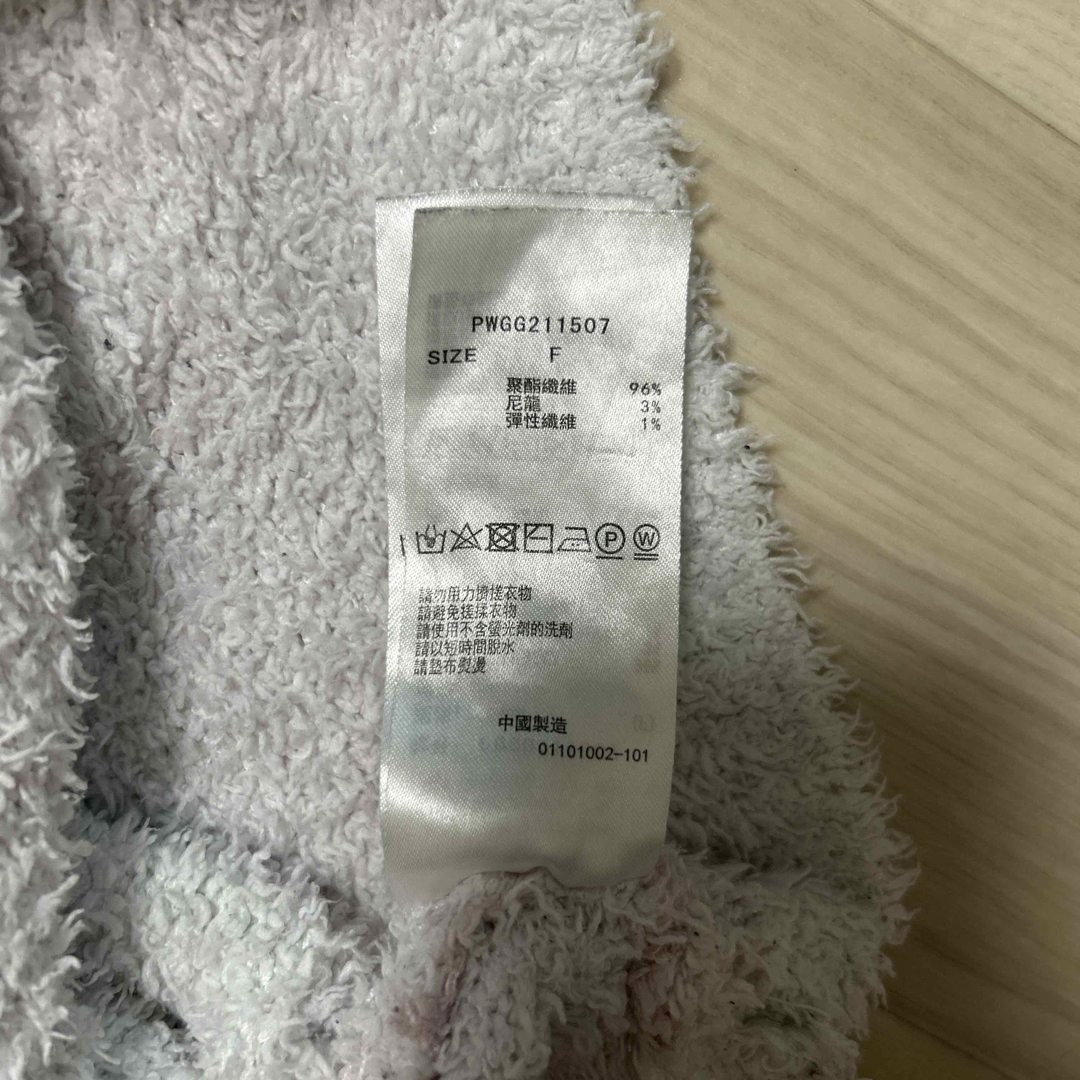 PWGG211507
SIZE F
聚酯纖維 96%
尼龍 3%
彈性纖維 1%
P W
請勿用力擠搓衣物
請避免搓揉衣物
請使用不含螢光劑的洗劑
請以短時間脫水
請墊布熨燙
中國製造
01101002-101